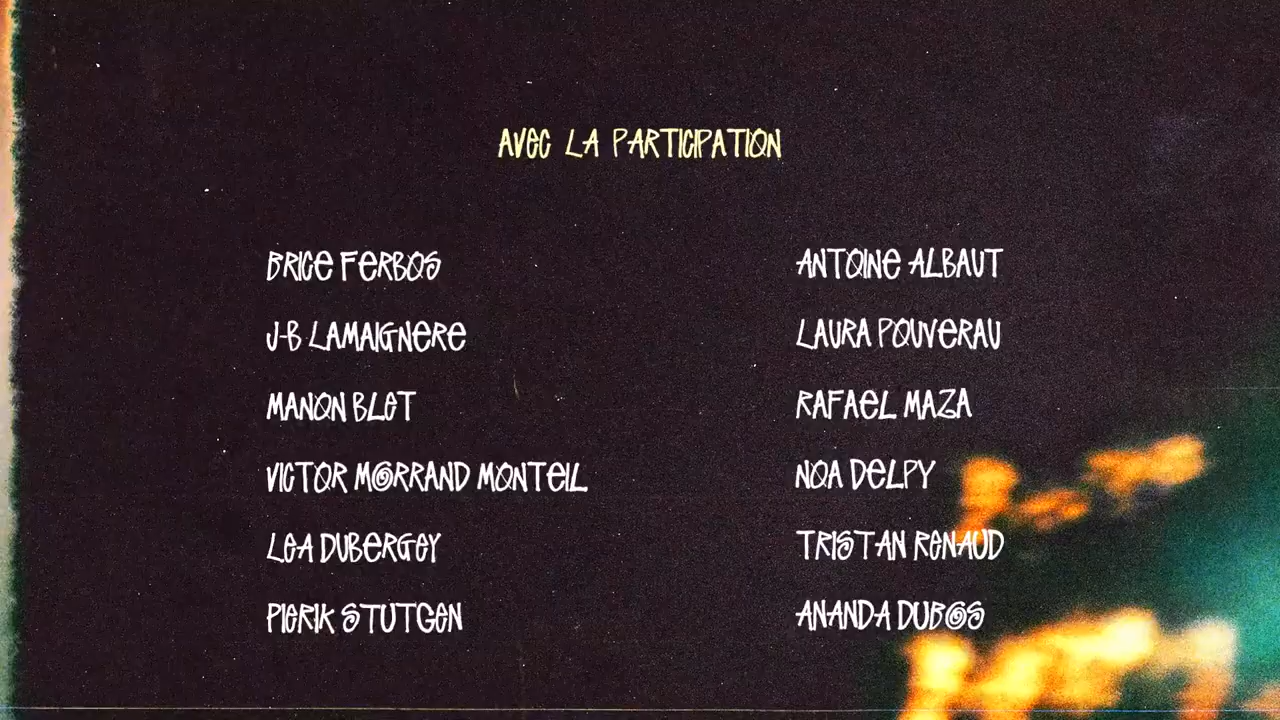 AVEC LA PARTICIPATION
BRICE FERBOS
J-B LAMAIGNERE
MANON BLET
VICTOR MORRAND MONTEIL
LEA DUBERGEY
PIERIK STUTGEN
ANTOINE ALBAUT
LAURA POUVERAU
RAFAEL MAZA
NOA DELPY
TRISTAN RENAUD
ANANDA DUBOS